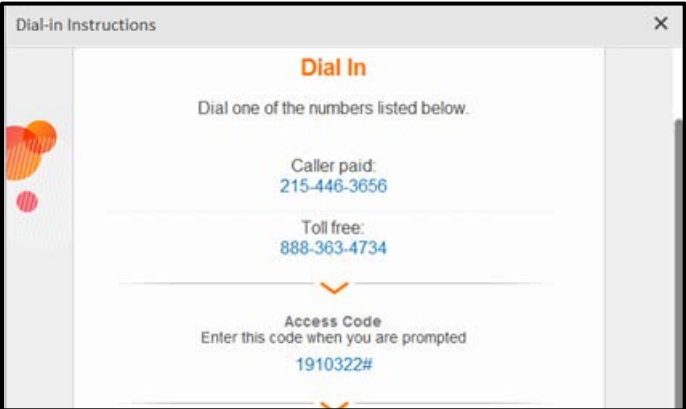 Dial-in Instructions
Dial In
Dial one of the numbers listed below.
Caller paid:
215-446-3656
Toll free:
888-363-4734
Access Code
Enter this code when you are prompted
1910322#